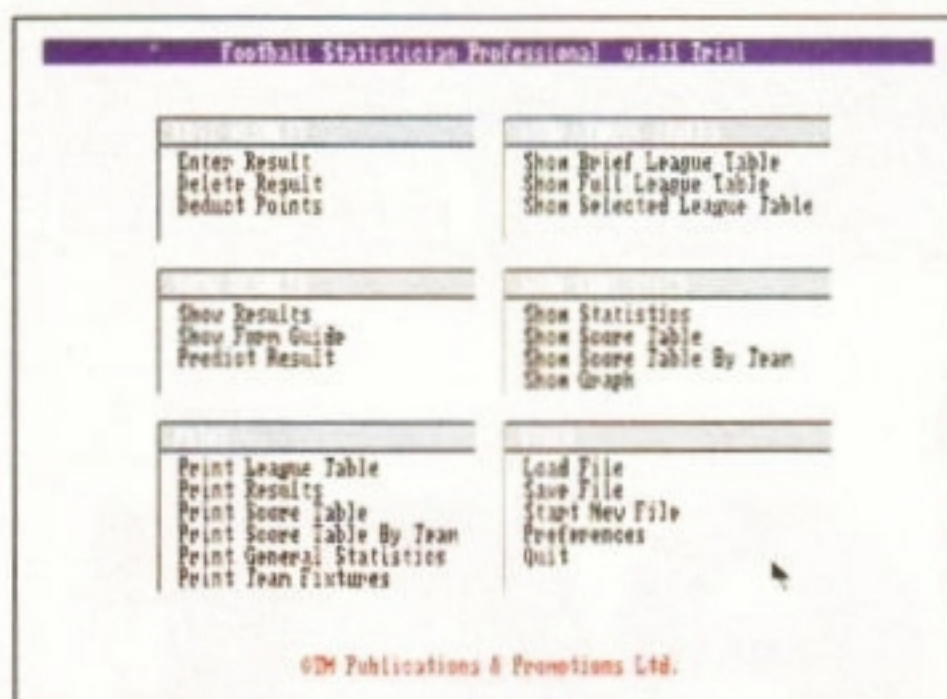 Football Statistician Professional v1.11 Trial
Enter Result
Delete Result
Deduct Points
Show Brief League Table
Show Full League Table
Show Selected League Table
Show Results
Show Form Guide
Predict Result
Show Statistics
Show Score Table
Show Score Table By Team
Show Graph
Print League Table
Print Results
Print Score Table
Print Score Table By Team
Print General Statistics
Print Team Fixtures
Load File
Save File
Start New File
Preferences
Quit
Publications & Promotions Ltd.